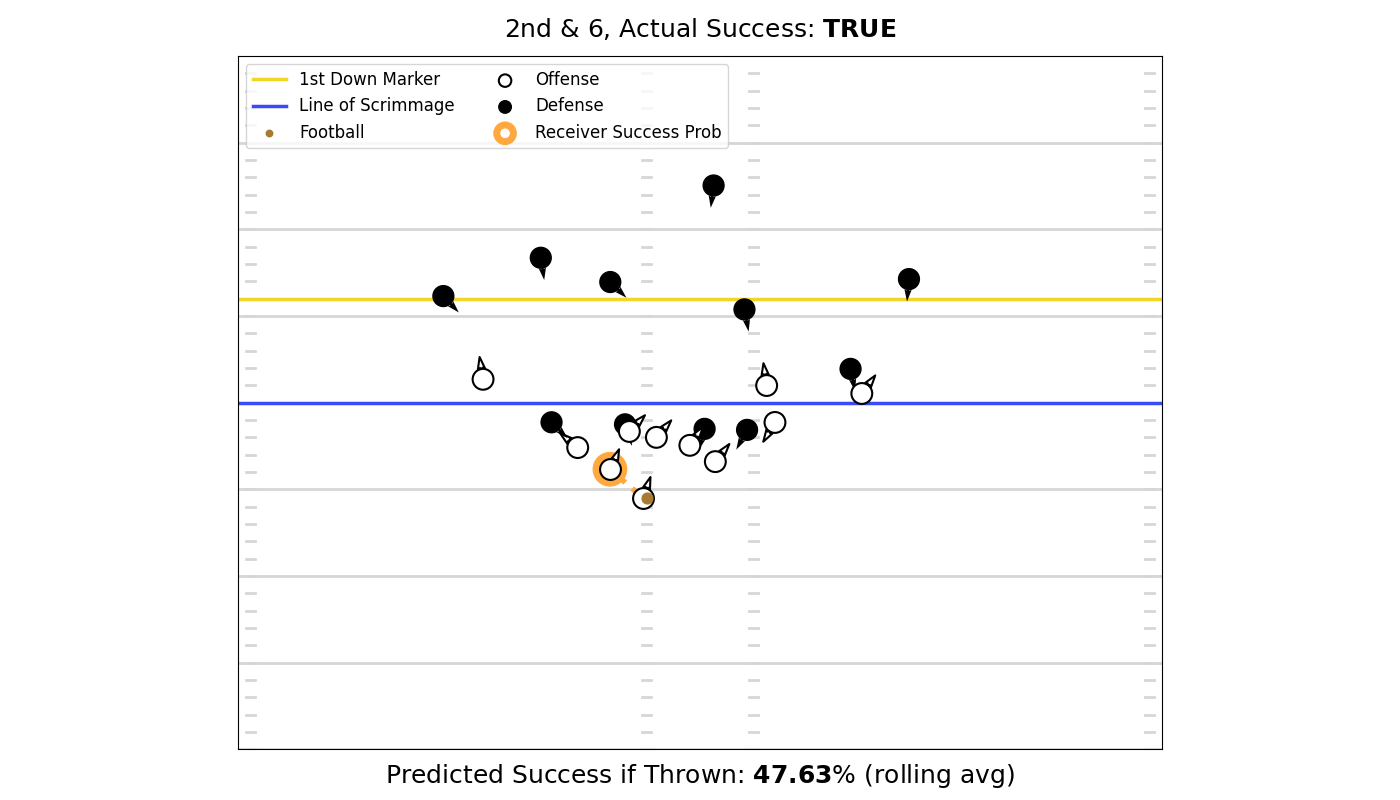 2nd & 6, Actual Success: TRUE
1st Down Marker
Line of Scrimmage
Football
Offense
Defense
Receiver Success Prob
Predicted Success if Thrown: 47.63% (rolling avg)